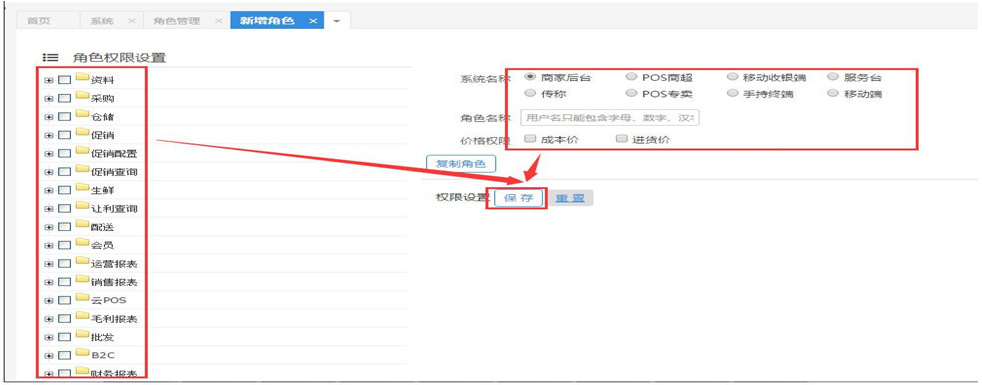 首页 系统 角色管理 新增角色
角色权限设置
资料
采购
仓储
促销
促销配置
促销查询
生鲜
让利查询
配送
会员
运营报表
销售报表
云POS
毛利报表
批发
B2C
财务报表
系统名称 商家后台 POS商超 移动收银端 服务台
传称 POS专卖 手持终端 移动端
角色名称 用户名只能包含字母、数字、汉字
价格权限 成本价 进货价
复制角色
权限设置 保存 重置